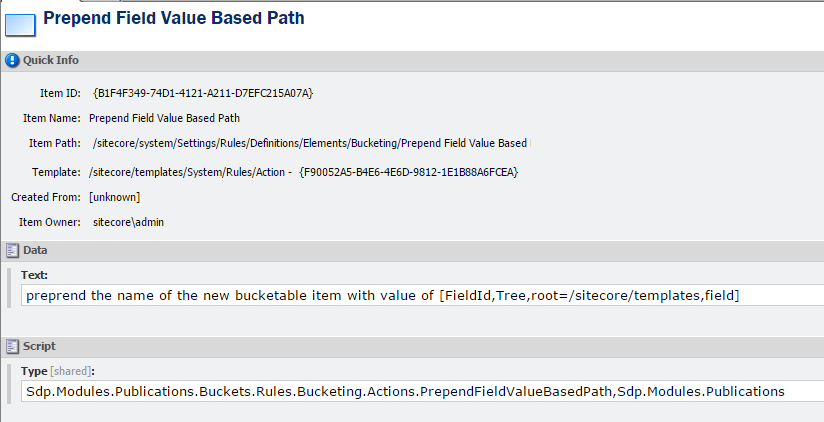 Prepend Field Value Based Path
Quick Info
Item ID: {B1F4F349-74D1-4121-A211-D7EFC215A07A}
Item Name: Prepend Field Value Based Path
Item Path: /sitecore/system/Settings/Rules/Definitions/Elements/Bucketing/Prepend Field Value Based
Template: /sitecore/templates/System/Rules/Action - {F90052A5-B4E6-4E6D-9812-1E1B88A6FCEA}
Created From: [unknown]
Item Owner: sitecore\admin
Data
Text:
preprend the name of the new bucketable item with value of [FieldId,Tree,root=/sitecore/templates,field]
Script
Type [shared]:
Sdp.Modules.Publications.Buckets.Rules.Bucketing.Actions.PrependFieldValueBasedPath,Sdp.Modules.Publications